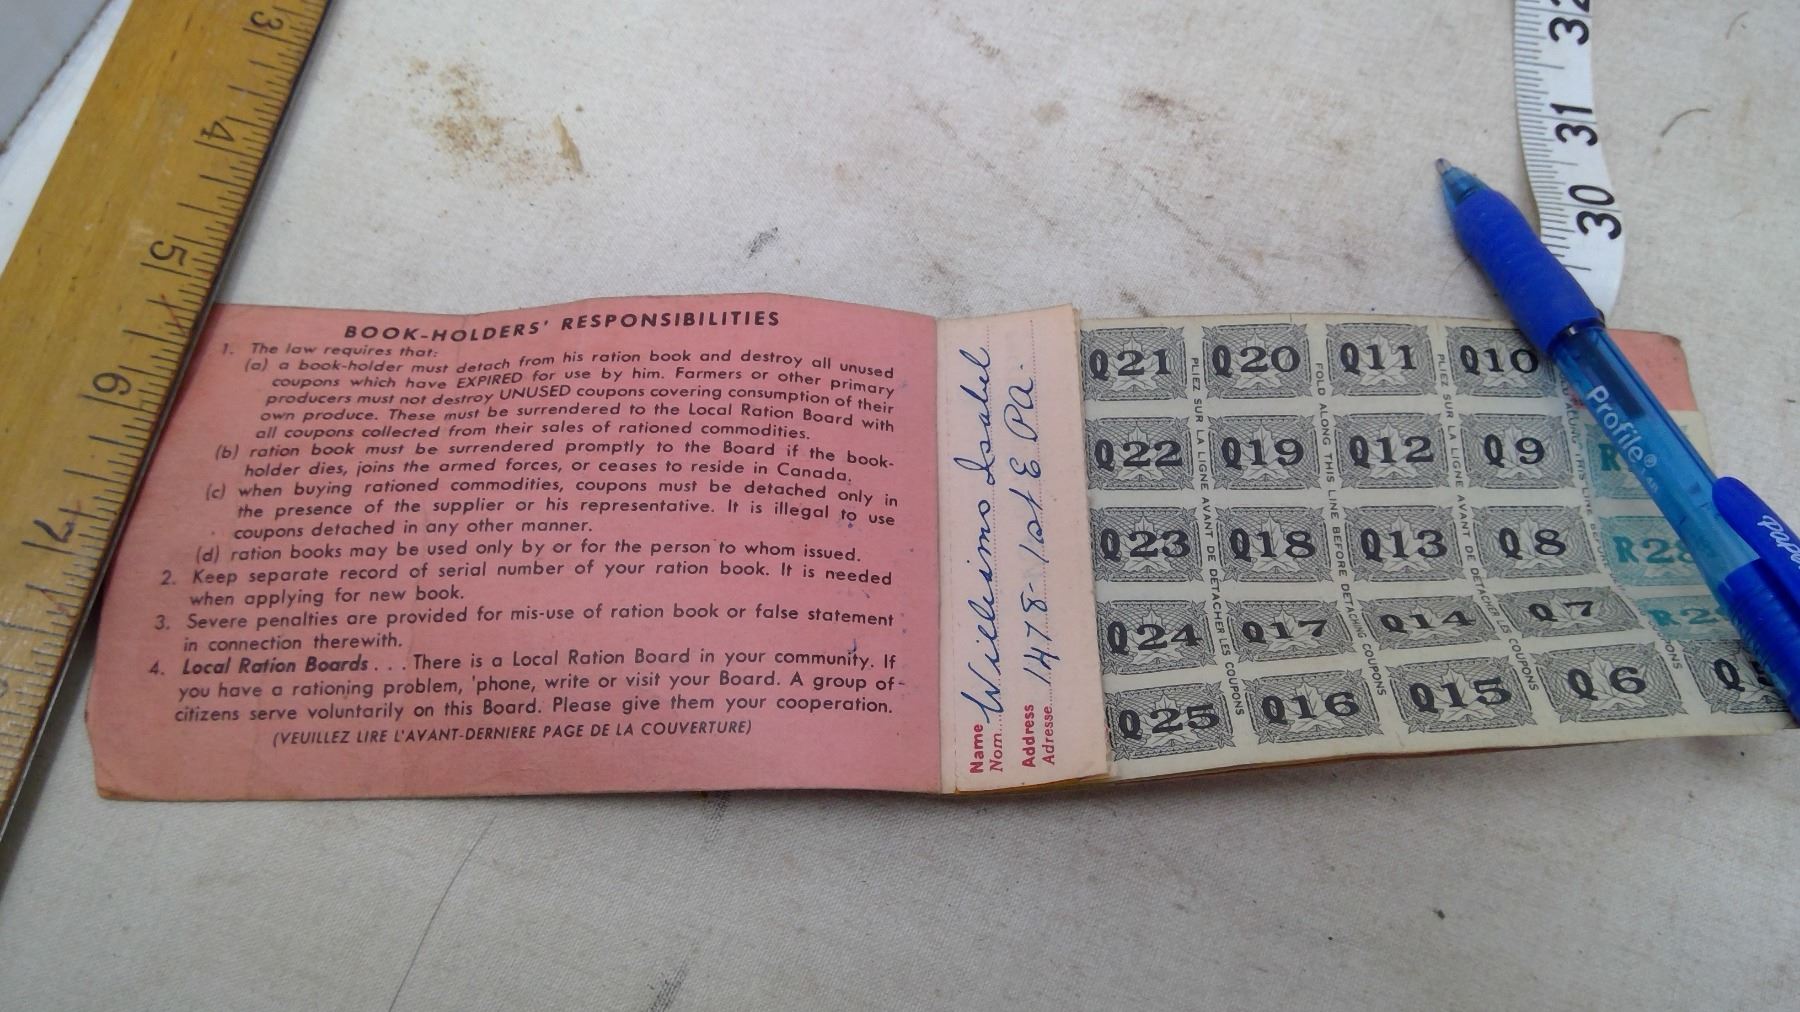 BOOK-HOLDERS' RESPONSIBILITIES
1. The law requires that:
(a) a book-holder must detach from his ration book and destroy all unused
coupons which have EXPIRED for use by him. Farmers or other primary
producers must not destroy UNUSED coupons covering consumption of their
own produce. These must be surrendered to the Local Ration Board with
all coupons collected from their sales of rationed commodities.
(b) ration book must be surrendered promptly to the Board if the book-
holder dies, joins the armed forces, or ceases to reside in Canada.
(c) when buying rationed commodities, coupons must be detached only in
the presence of the supplier or his representative. It is illegal to use
coupons detached in any other manner.
(d) ration books may be used only by or for the person to whom issued.
2. Keep separate record of serial number of your ration book. It is needed
when applying for new book.
3. Severe penalties are provided for mis-use of ration book or false statement
in connection therewith.
4. Local Ration Boards . . . There is a Local Ration Board in your community. If
you have a rationing problem, 'phone, write or visit your Board. A group of
citizens serve voluntarily on this Board. Please give them your cooperation.
(VEUILLEZ LIRE L'AVANT-DERNIERE PAGE DE LA COUVERTURE)
Name
Nom
Williams Isabel
Address
Adresse
1478-1st E PA.
Q21 Q20 Q11 Q10
Q22 Q19 Q12 Q9
Q23 Q18 Q13 Q8
Q24 Q17 Q14 Q7
Q25 Q16 Q15 Q6
PLIEZ SUR LA LIGNE AVANT DE DETACHER LES COUPONS
FOLD ALONG THIS LINE BEFORE DETACHING COUPONS
PLIEZ SUR LA LIGNE AVANT DE DETACHER LES COUPONS
R28
Profile
3
4
5
6
7
30
31
32